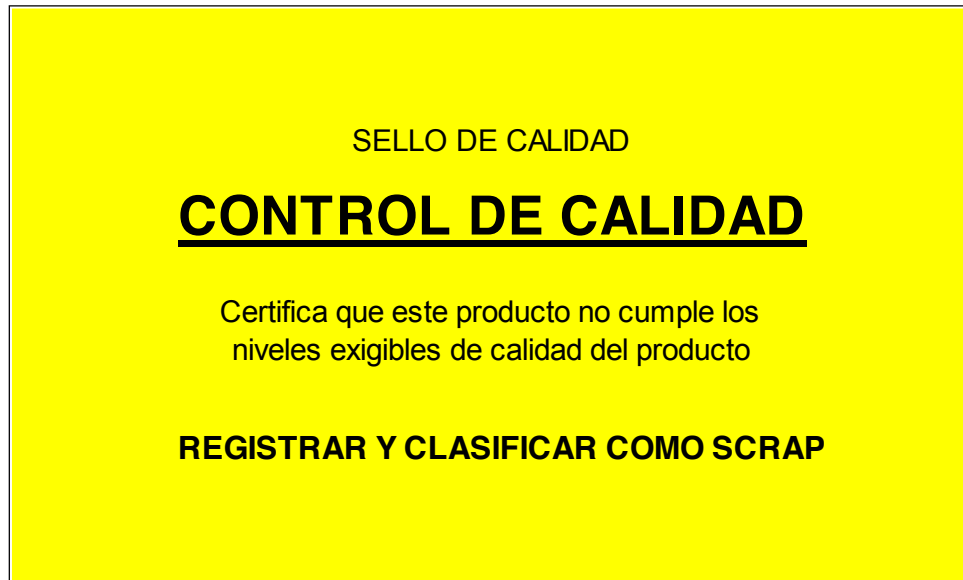 SELLO DE CALIDAD
CONTROL DE CALIDAD
Certifica que este producto no cumple los
niveles exigibles de calidad del producto
REGISTRAR Y CLASIFICAR COMO SCRAP